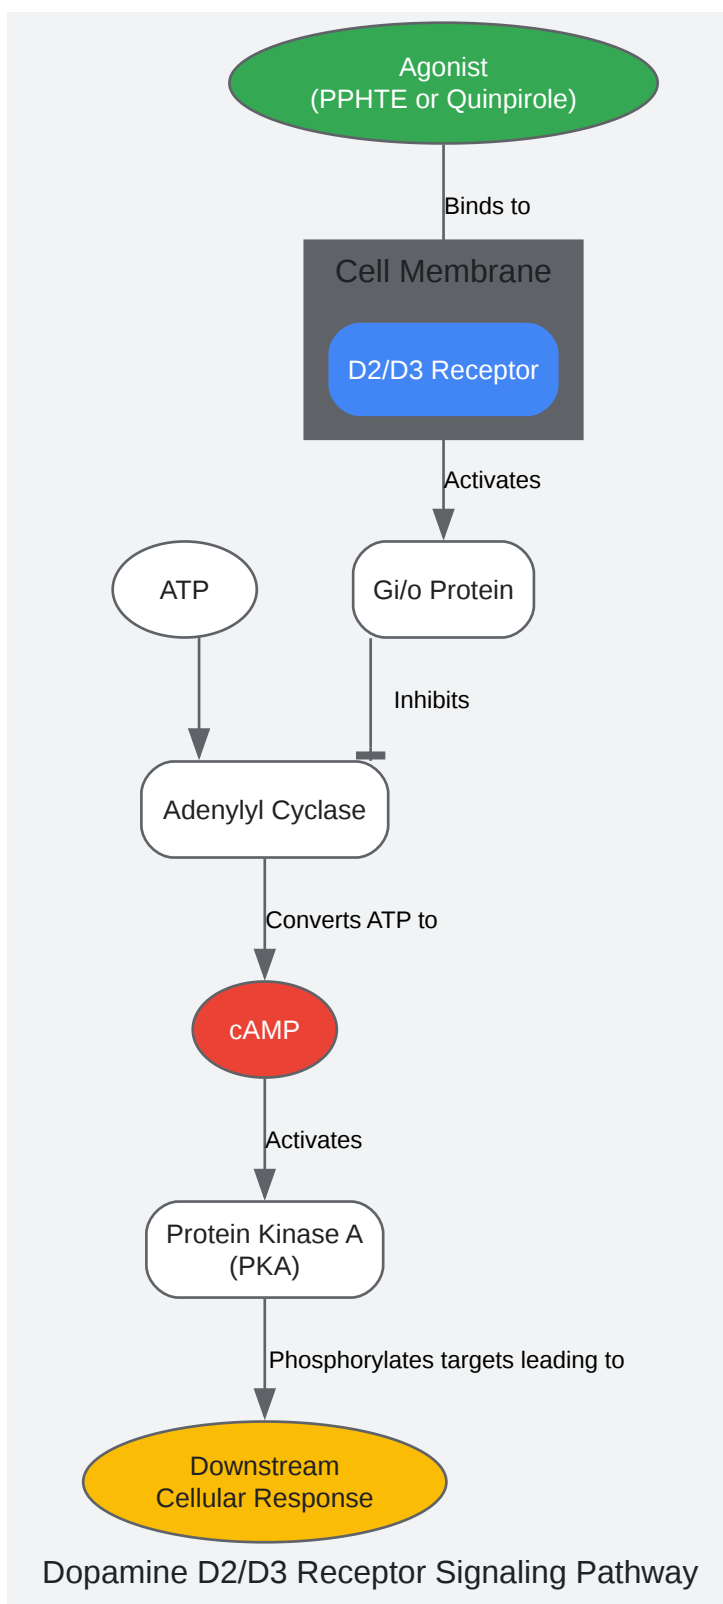 Agonist
(PPHTE or Quinpirole)
Binds to
Cell Membrane
D2/D3 Receptor
Activates
ATP
Gi/o Protein
Inhibits
Adenylyl Cyclase
Converts ATP to
cAMP
Activates
Protein Kinase A
(PKA)
Phosphorylates targets leading to
Downstream
Cellular Response
Dopamine D2/D3 Receptor Signaling Pathway